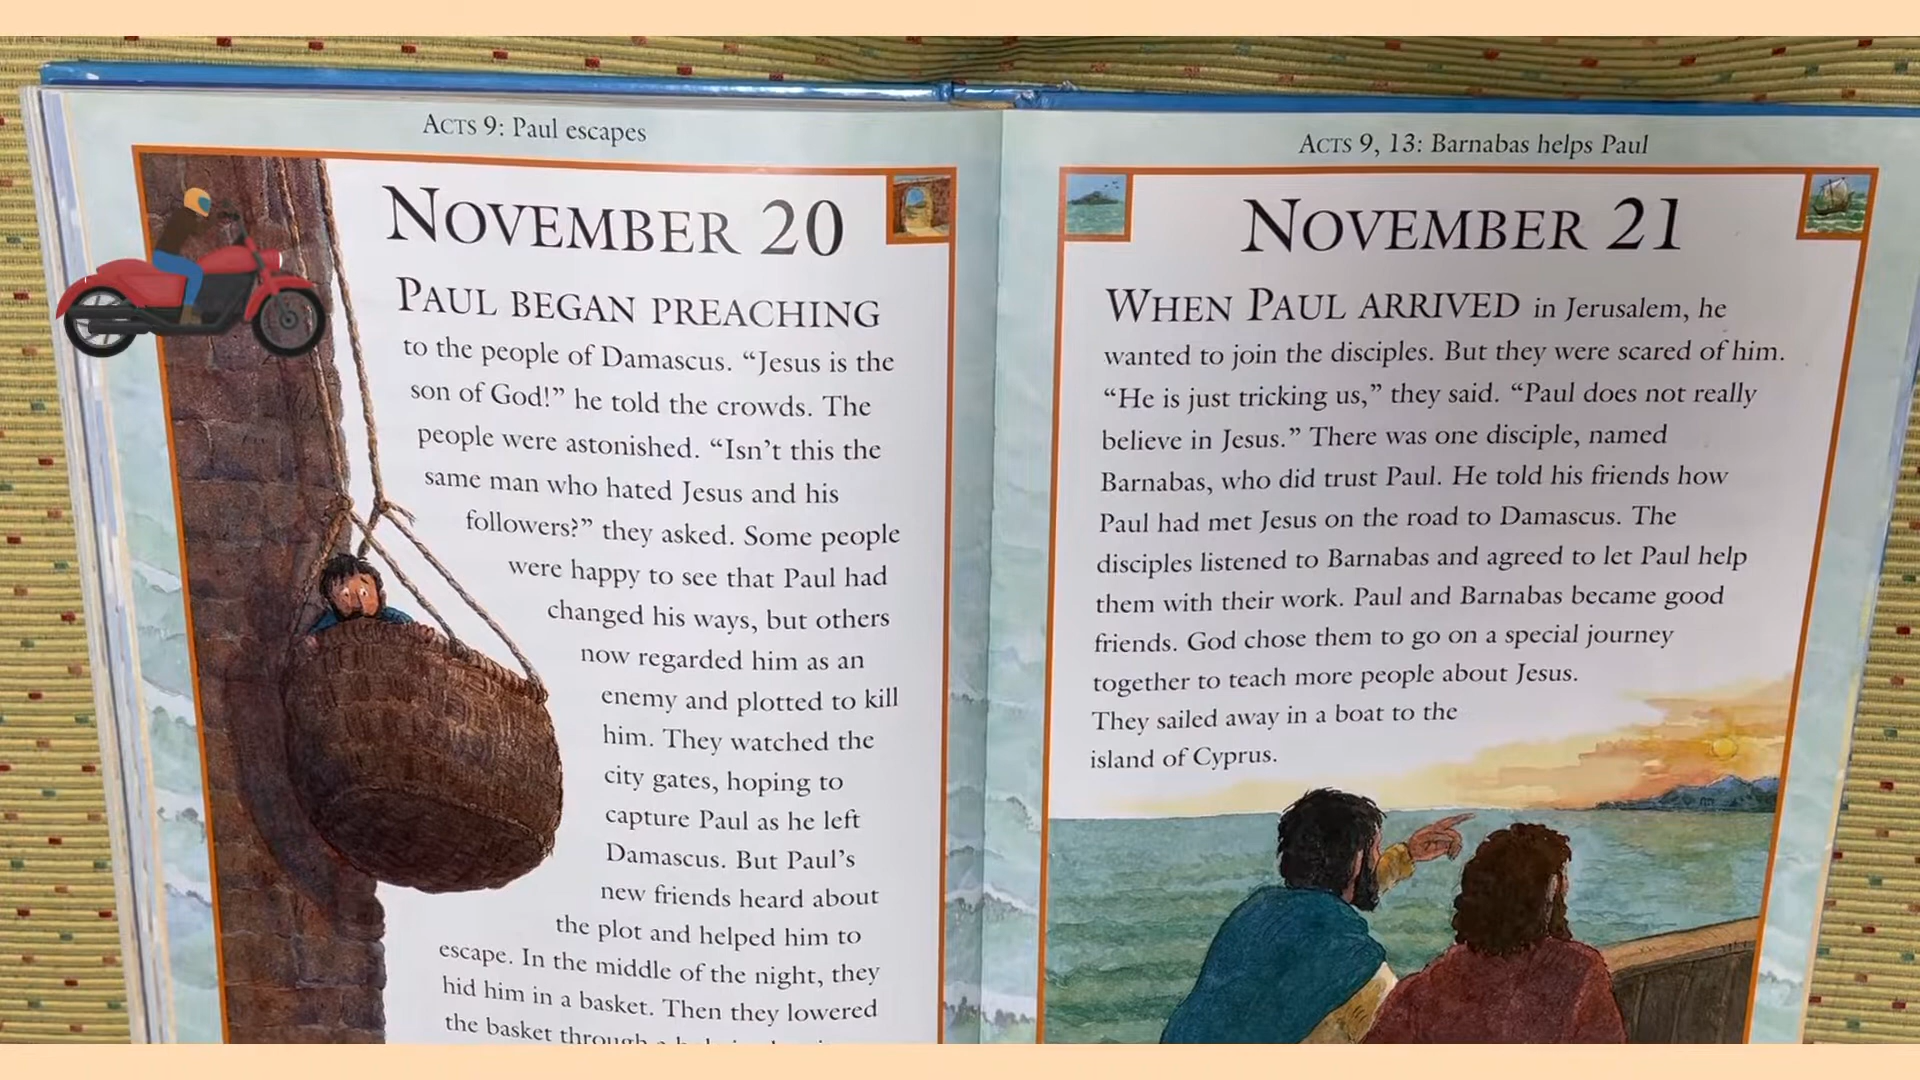 ACTS 9: Paul escapes
NOVEMBER 20
PAUL BEGAN PREACHING
to the people of Damascus. “Jesus is the
son of God!” he told the crowds. The
people were astonished. “Isn’t this the
same man who hated Jesus and his
followers?” they asked. Some people
were happy to see that Paul had
changed his ways, but others
now regarded him as an
enemy and plotted to kill
him. They watched the
city gates, hoping to
capture Paul as he left
Damascus. But Paul’s
new friends heard about
the plot and helped him to
escape. In the middle of the night, they
hid him in a basket. Then they lowered
the basket through a
ACTS 9, 13: Barnabas helps Paul
NOVEMBER 21
WHEN PAUL ARRIVED in Jerusalem, he
wanted to join the disciples. But they were scared of him.
“He is just tricking us,” they said. “Paul does not really
believe in Jesus.” There was one disciple, named
Barnabas, who did trust Paul. He told his friends how
Paul had met Jesus on the road to Damascus. The
disciples listened to Barnabas and agreed to let Paul help
them with their work. Paul and Barnabas became good
friends. God chose them to go on a special journey
together to teach more people about Jesus.
They sailed away in a boat to the
island of Cyprus.